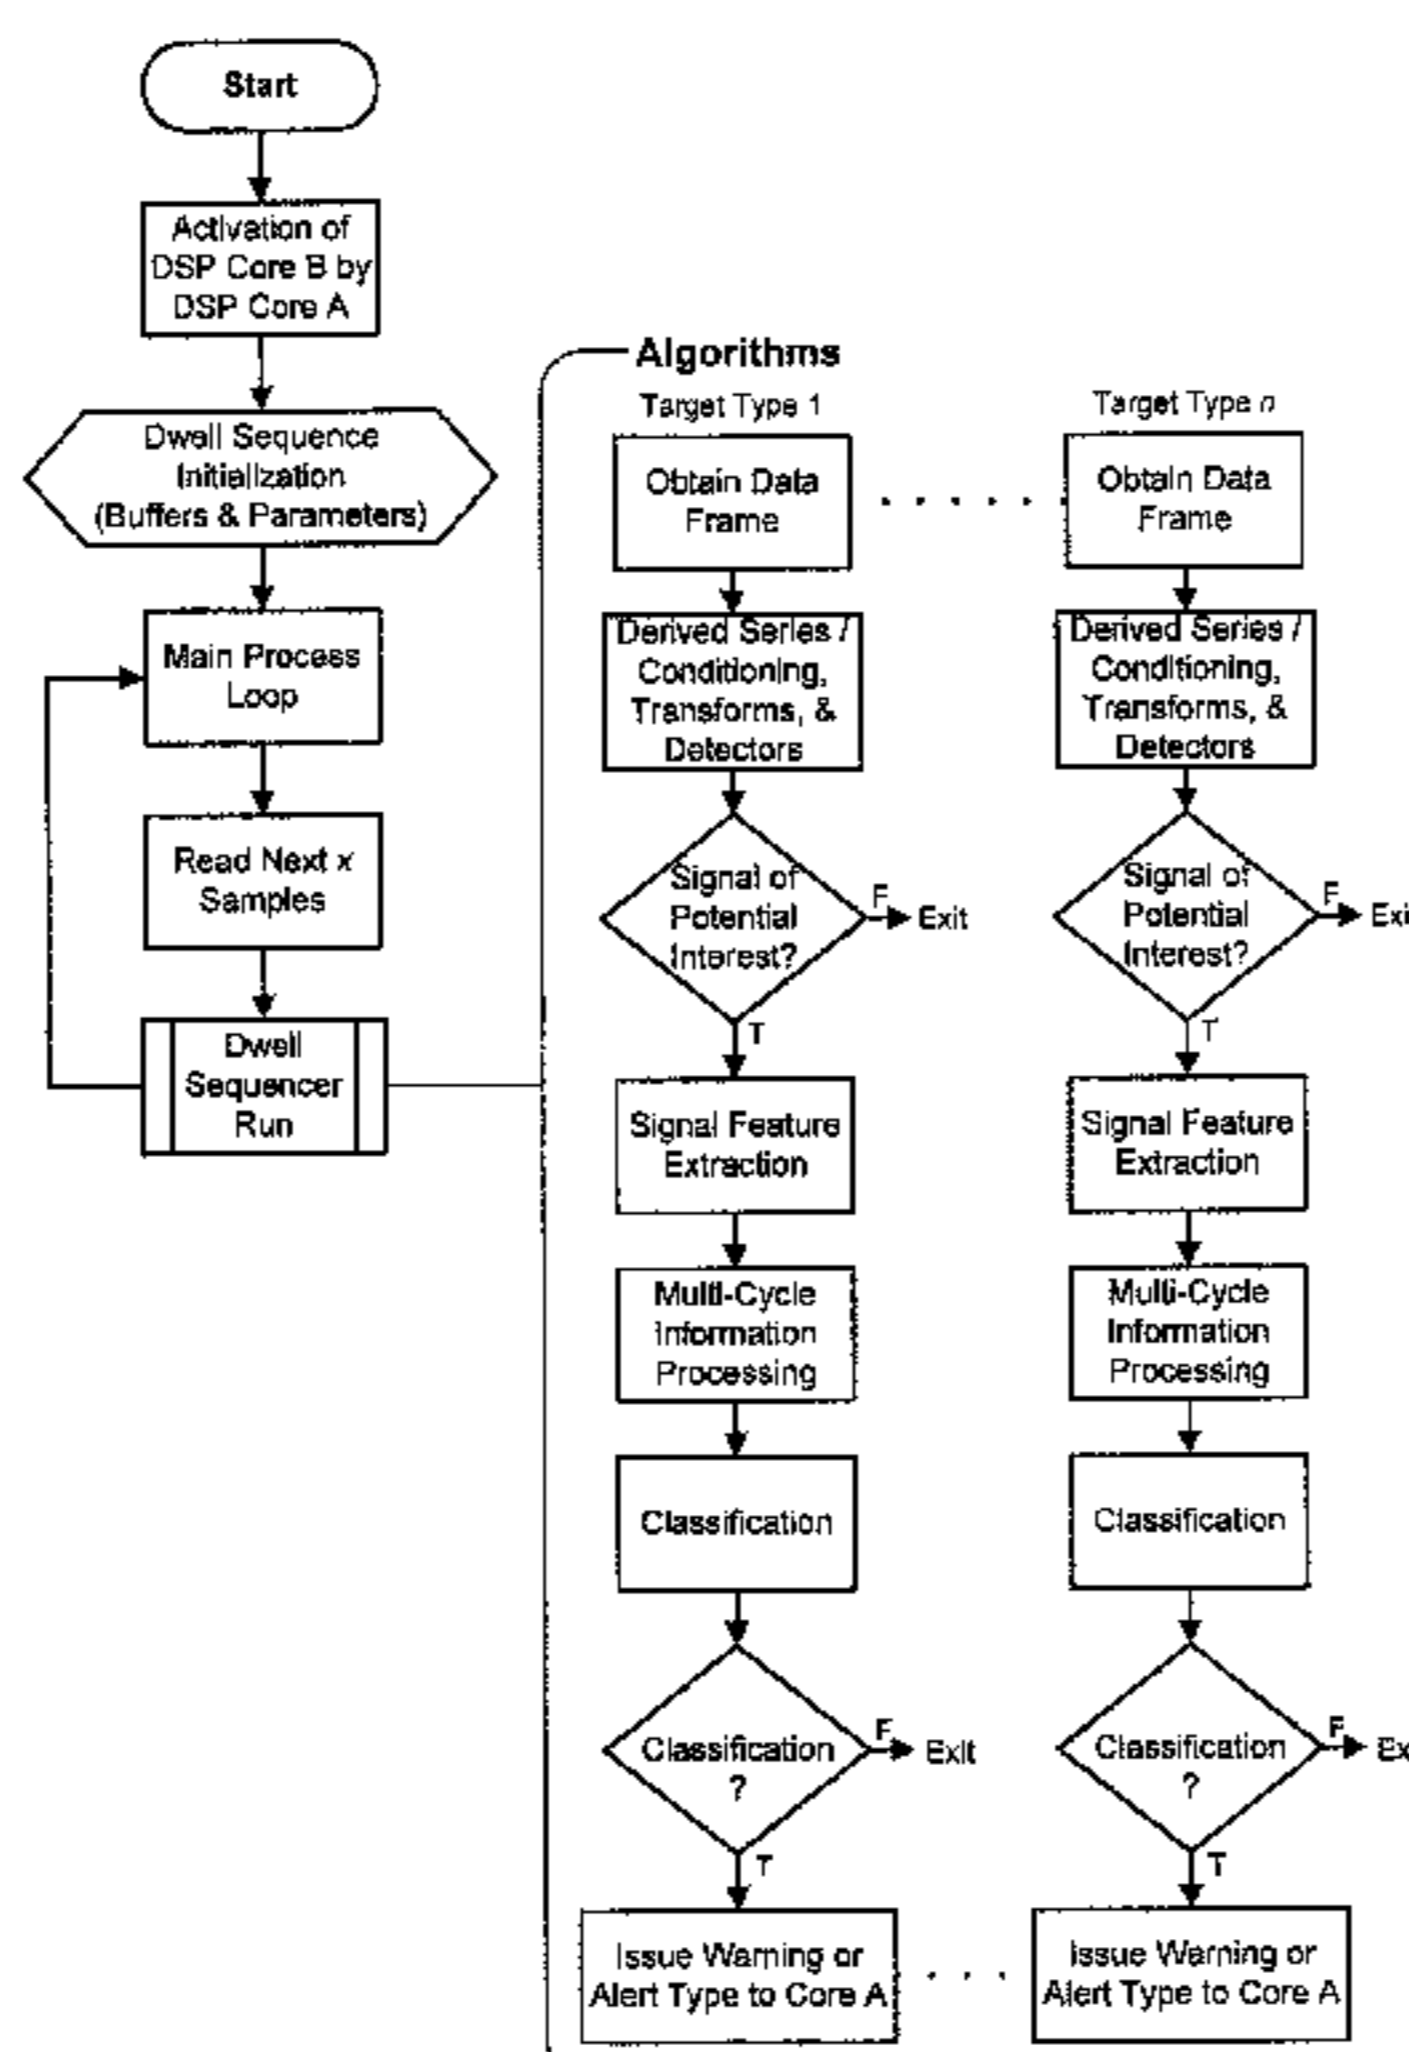 Start
Activation of
DSP Core B by
DSP Core A
Dwell Sequence
Initialization
(Buffers & Parameters)
Main Process
Loop
Read Next x
Samples
Dwell
Sequencer
Run
Algorithms
Target Type 1
Obtain Data
Frame
Derived Series /
Conditioning,
Transforms, &
Detectors
Signal of
Potential
Interest?
F
Exit
T
Signal Feature
Extraction
Multi-Cycle
Information
Processing
Classification
Classification
?
F
Exit
T
Issue Warning or
Alert Type to Core A
Target Type n
Obtain Data
Frame
Derived Series /
Conditioning,
Transforms, &
Detectors
Signal of
Potential
Interest?
F
Exi
T
Signal Feature
Extraction
Multi-Cycle
Information
Processing
Classification
Classification
?
F
Ex
T
Issue Warning or
Alert Type to Core A